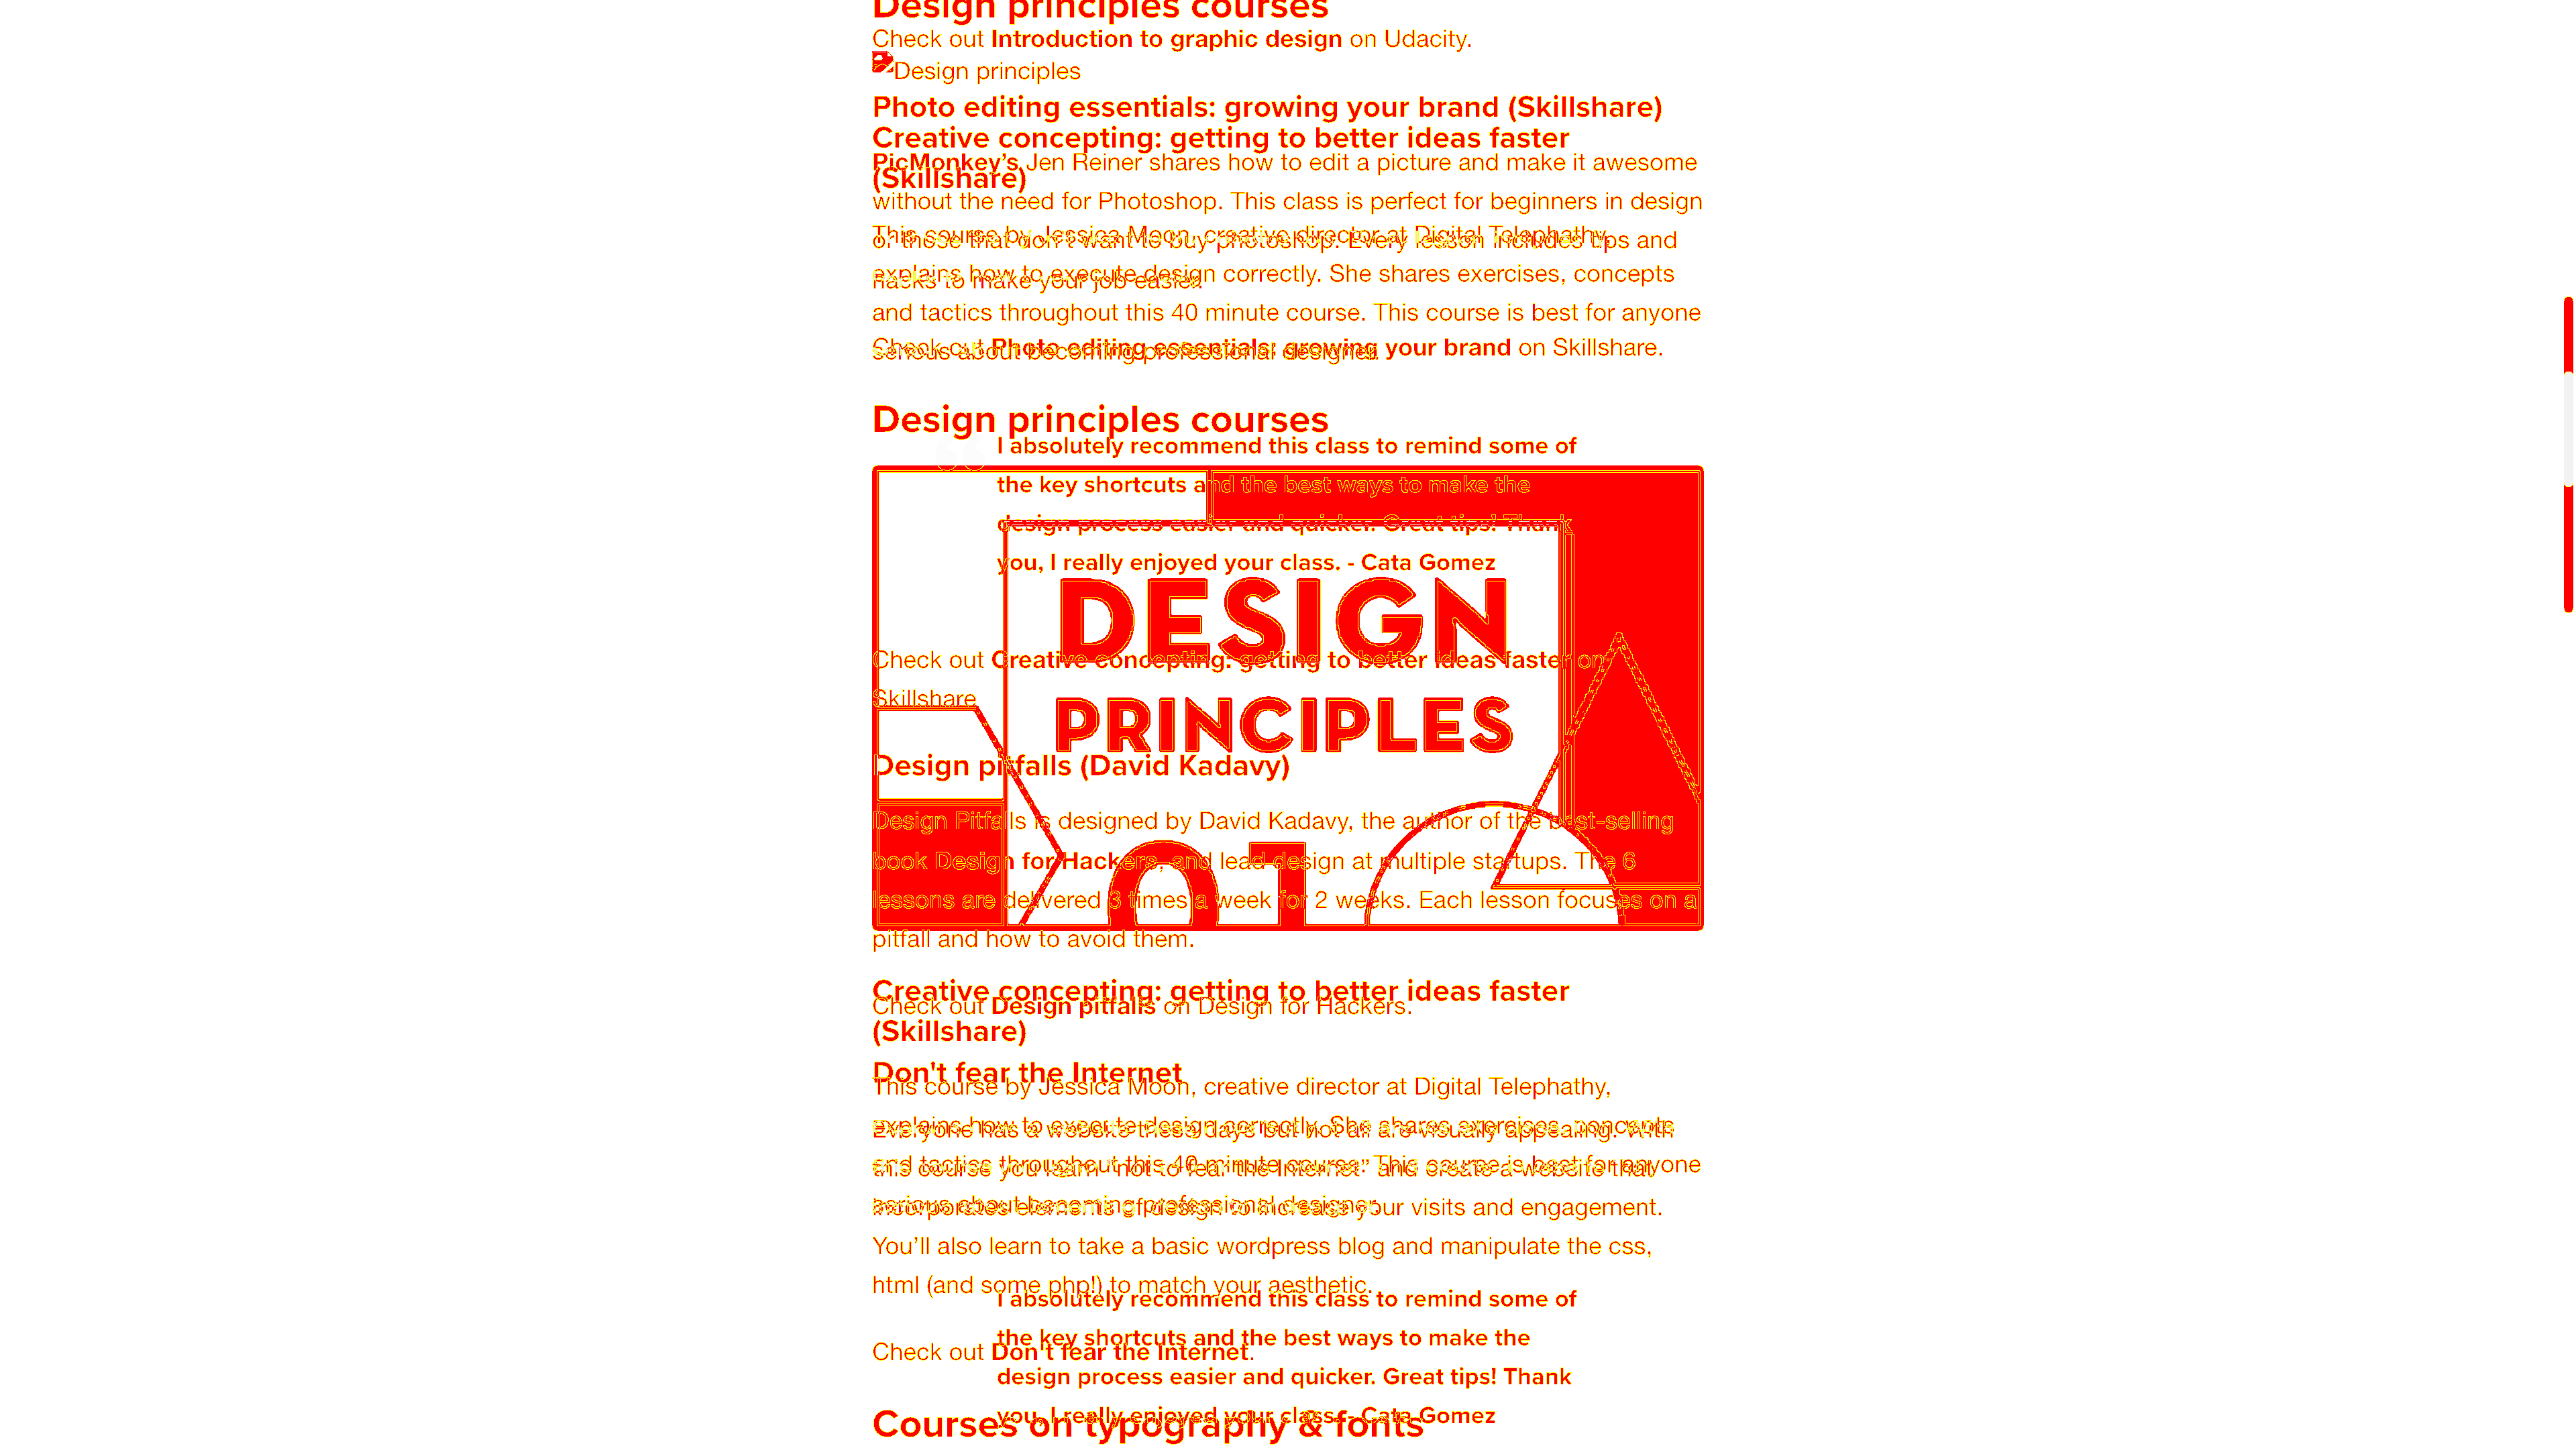 Design principles courses
Check out Introduction to graphic design on Udacity.
Design principles
Photo editing essentials: growing your brand (Skillshare)
Creative concepting: getting to better ideas faster
PicMonkey’s Jen Reiner shares how to edit a picture and make it awesome
(Skillshare)
without the need for Photoshop. This class is perfect for beginners in design
This course by Jessica Moon, creative director at Digital Telephathy,
or those that don't want to buy photoshop. Every lesson includes tips and
explains how to execute design correctly. She shares exercises, concepts
hacks to make your job easier.
and tactics throughout this 40 minute course. This course is best for anyone
Check out Photo editing essentials: growing your brand on Skillshare.
serious about becoming professional designer.
Design principles courses
I absolutely recommend this class to remind some of
the key shortcuts and the best ways to make the
design process easier and quicker. Great tips! Thank
you, I really enjoyed your class. - Cata Gomez
DESIGN
Check out Creative concepting: getting to better ideas faster on
Skillshare
PRINCIPLES
Design pitfalls (David Kadavy)
Design Pitfalls is designed by David Kadavy, the author of the best-selling
book Design for Hackers, and lead design at multiple startups. The 6
lessons are delivered 3 times a week for 2 weeks. Each lesson focuses on a
pitfall and how to avoid them.
Creative concepting: getting to better ideas faster
Check out Design pitfalls on Design for Hackers.
(Skillshare)
Don't fear the Internet
This course by Jessica Moon, creative director at Digital Telephathy,
explains how to execute design correctly. She shares exercises, concepts
Everyone has a website these days but not all are visually appealing. With
and tactics throughout this 40 minute course. This course is best for anyone
this course you learn “not to fear the Internet” and create a website that
serious about becoming professional designer.
incorporates elements of design to increase your visits and engagement.
You’ll also learn to take a basic wordpress blog and manipulate the css,
html (and some php!) to match your aesthetic.
I absolutely recommend this class to remind some of
the key shortcuts and the best ways to make the
Check out Don't fear the Internet.
design process easier and quicker. Great tips! Thank
you, I really enjoyed your class. - Cata Gomez
Courses on typography & fonts